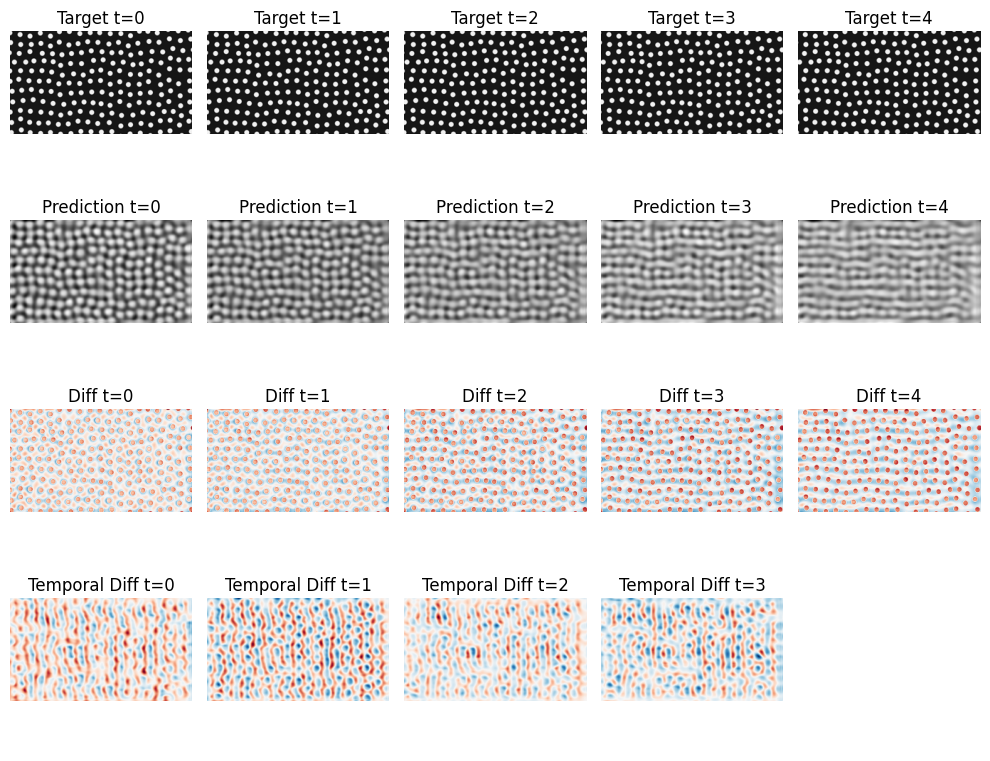 Target t=0
Target t=1
Target t=2
Target t=3
Target t=4
Prediction t=0
Prediction t=1
Prediction t=2
Prediction t=3
Prediction t=4
Diff t=0
Diff t=1
Diff t=2
Diff t=3
Diff t=4
Temporal Diff t=0
Temporal Diff t=1
Temporal Diff t=2
Temporal Diff t=3